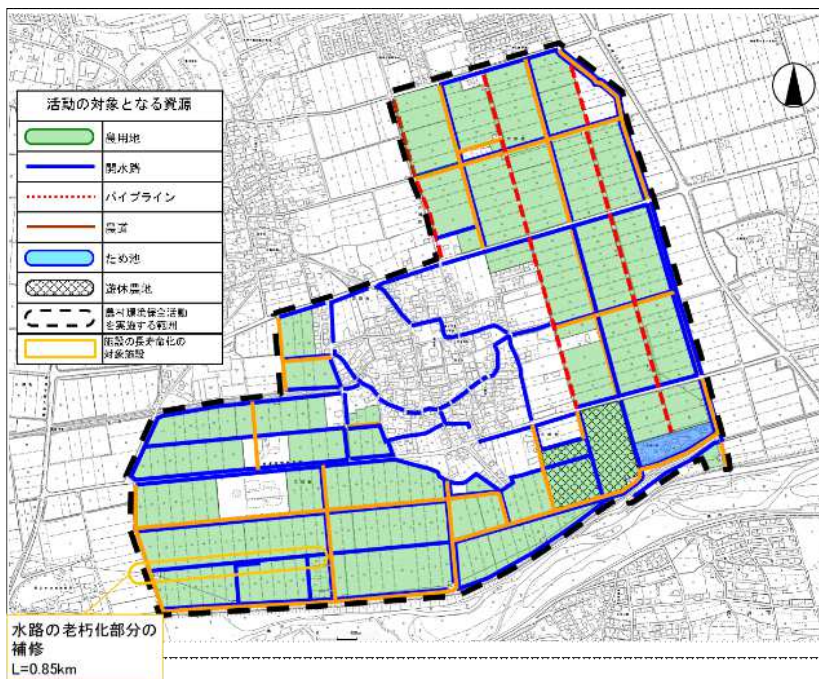 活動の対象となる資源
農用地
開水路
パイプライン
農道
ため池
遊休農地
農村環境保全活動
を実施する範囲
施設の長寿命化の
対象施設
水路の老朽化部分の
補修
L=0.85km